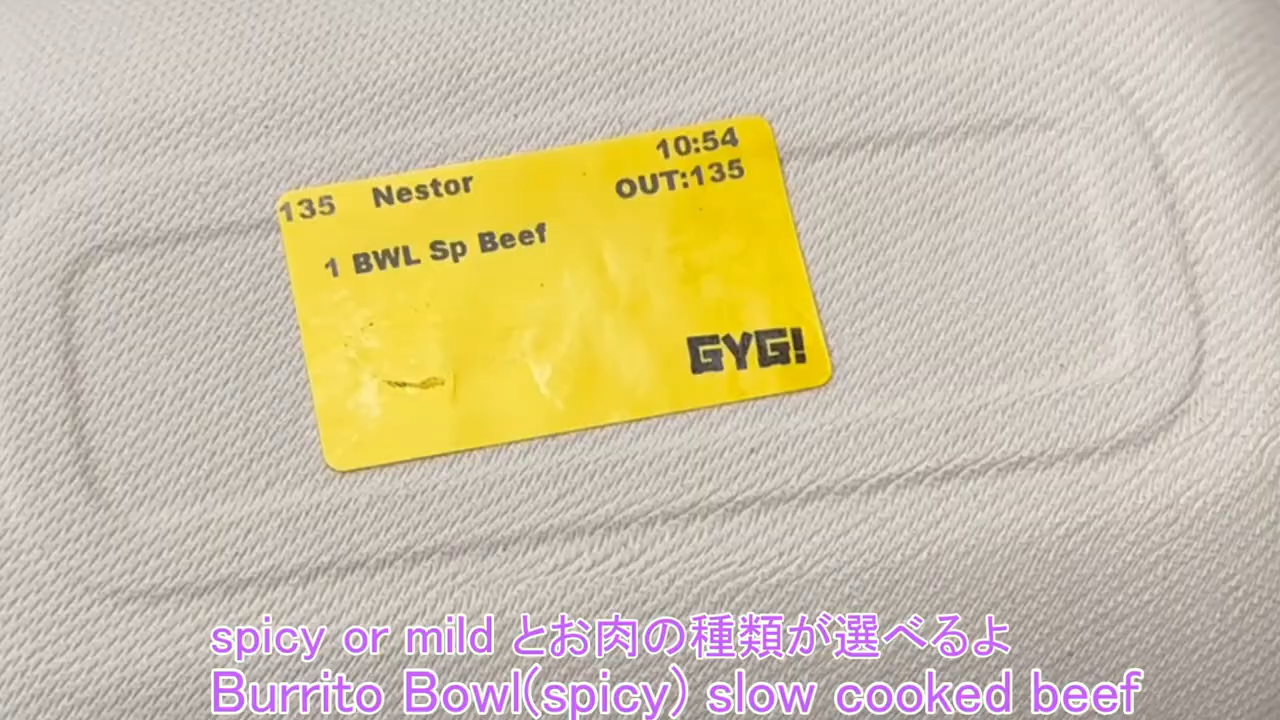 135 Nestor 10:54
OUT:135
1 BWL Sp Beef
GYG!
spicy or mild とお肉の種類が選べるよ
Burrito Bowl(spicy) slow cooked beef